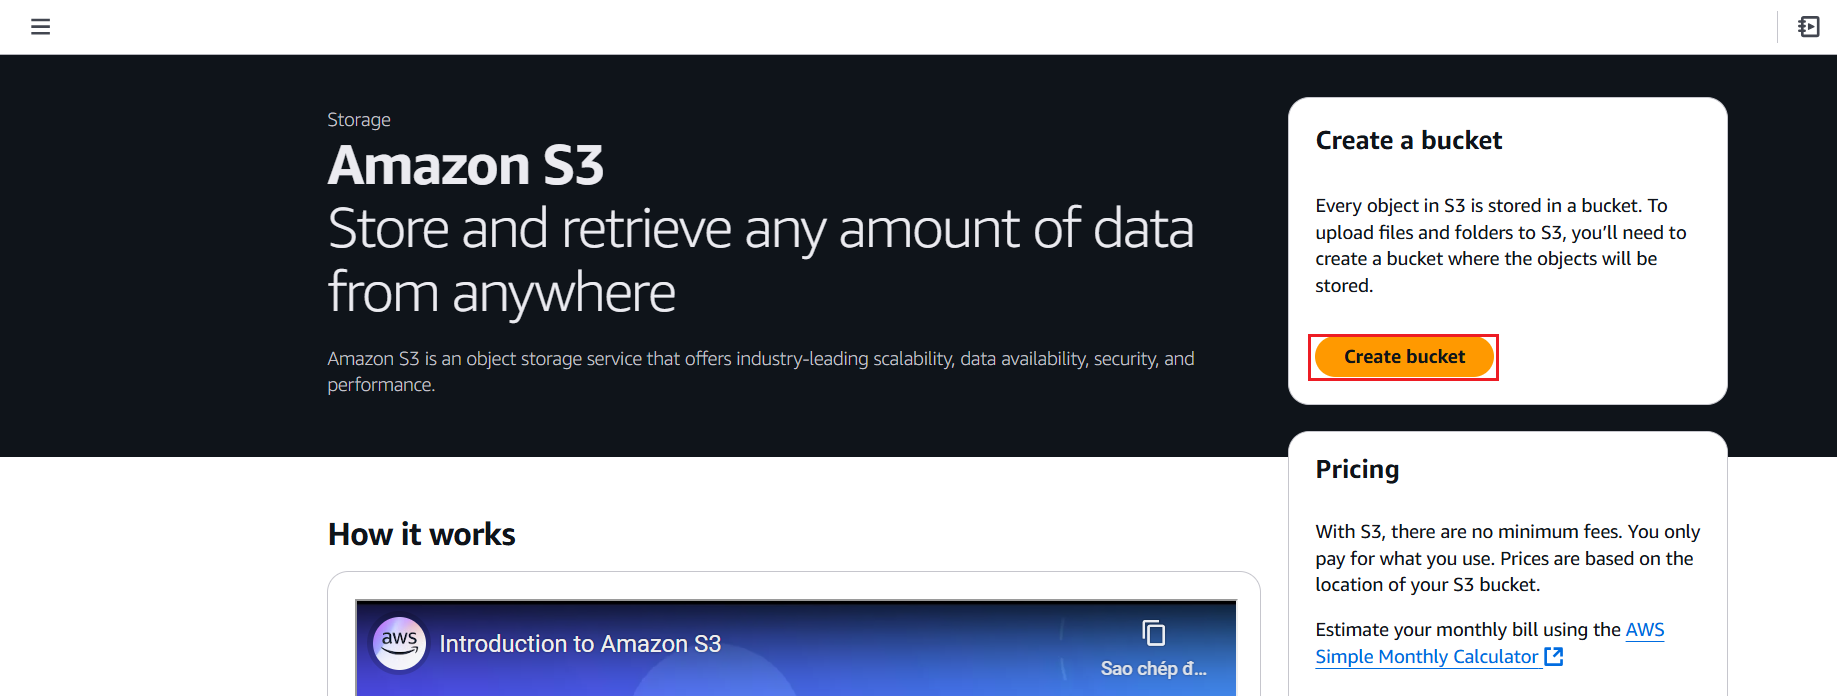 Storage
Amazon S3
Store and retrieve any amount of data
from anywhere
Amazon S3 is an object storage service that offers industry-leading scalability, data availability, security, and
performance.
Create a bucket
Every object in S3 is stored in a bucket. To
upload files and folders to S3, you’ll need to
create a bucket where the objects will be
stored.
Create bucket
Pricing
With S3, there are no minimum fees. You only
pay for what you use. Prices are based on the
location of your S3 bucket.
Estimate your monthly bill using the AWS
Simple Monthly Calculator
How it works
aws
Introduction to Amazon S3
Sao chép đ...